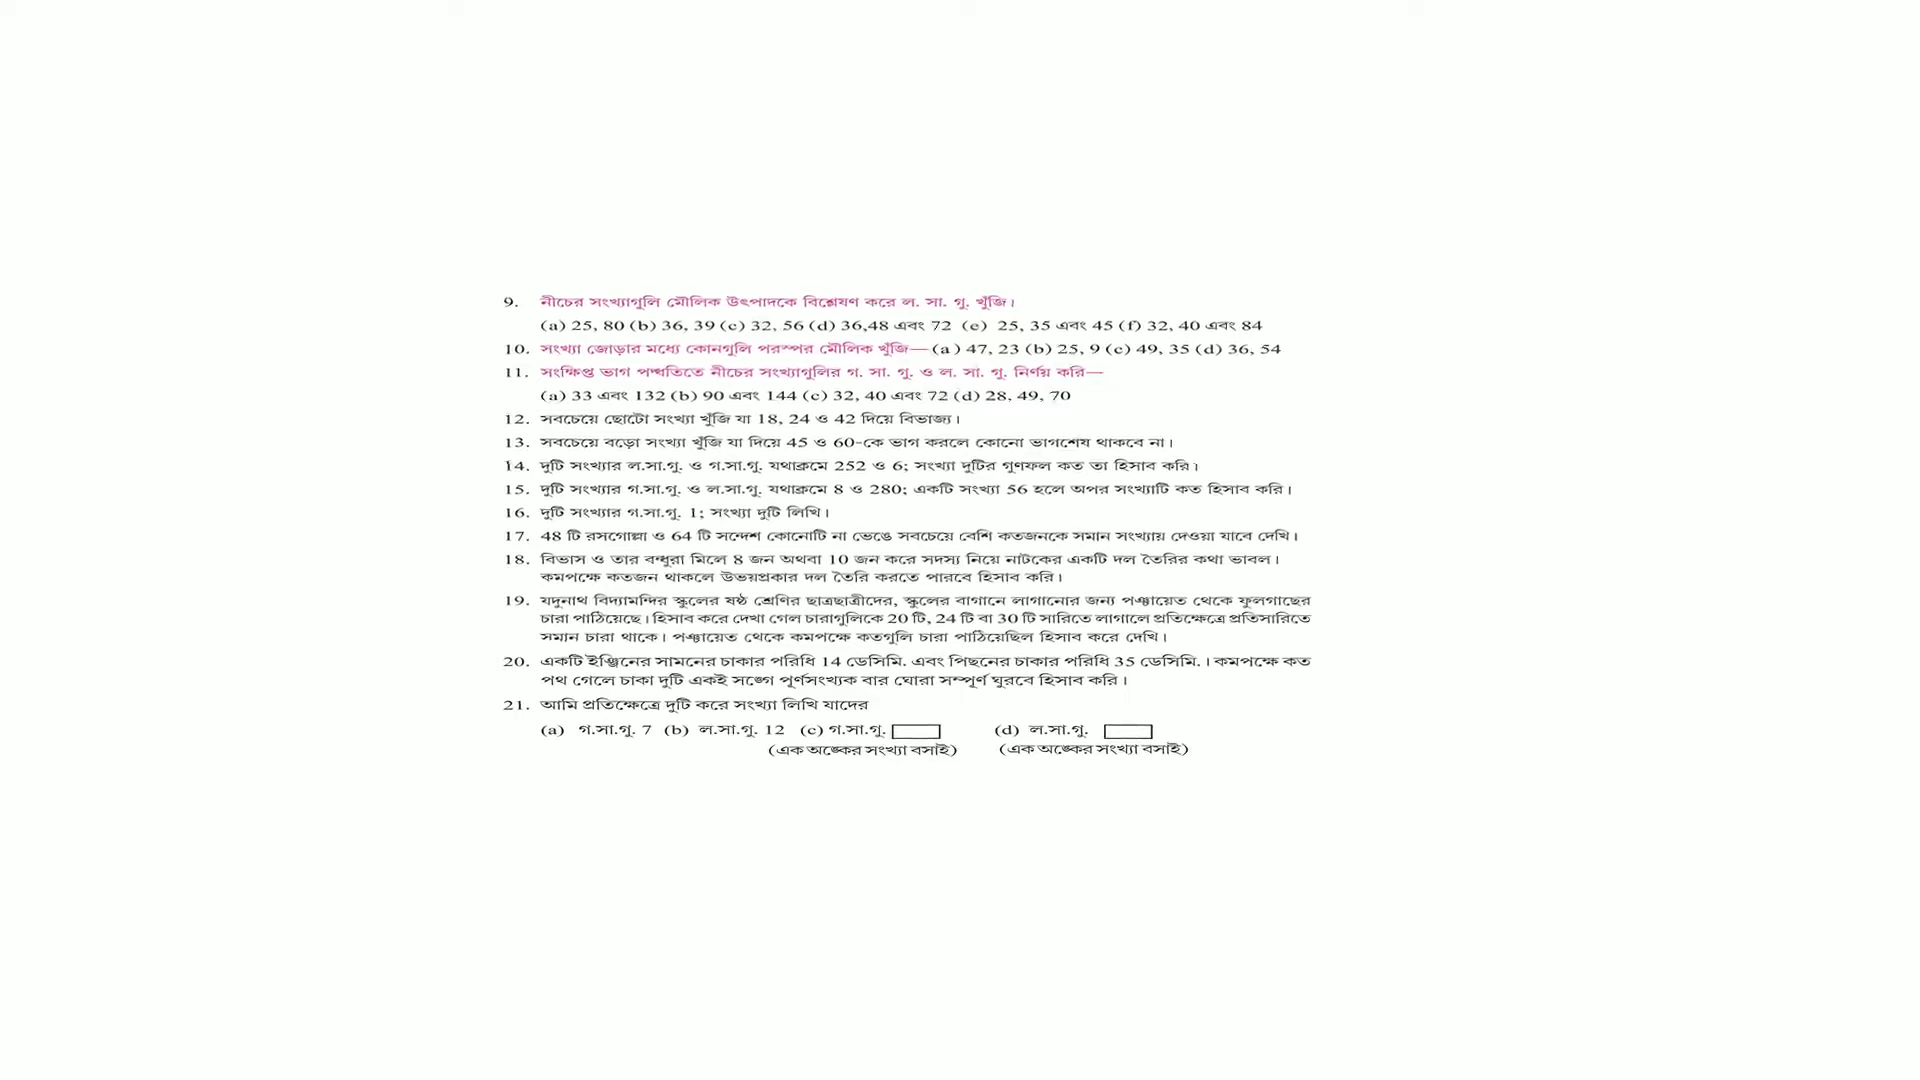 9. নীচের সংখ্যাগুলি মৌলিক উৎপাদকে বিশ্লেষণ করে ল. সা. গু. খুঁজি।
(a) 25, 80 (b) 36, 39 (c) 32, 56 (d) 36,48 এবং 72 (e) 25, 35 এবং 45 (f) 32, 40 এবং 84
10. সংখ্যা জোড়ার মধ্যে কোনগুলি পরস্পর মৌলিক খুঁজি—(a ) 47, 23 (b) 25, 9 (c) 49, 35 (d) 36, 54
11. সংক্ষিপ্ত ভাগ পদ্ধতিতে নীচের সংখ্যাগুলির গ. সা. গু. ও ল. সা. গু. নির্ণয় করি—
(a) 33 এবং 132 (b) 90 এবং 144 (c) 32, 40 এবং 72 (d) 28, 49, 70
12. সবচেয়ে ছোটো সংখ্যা খুঁজি যা 18, 24 ও 42 দিয়ে বিভাজ্য।
13. সবচেয়ে বড়ো সংখ্যা খুঁজি যা দিয়ে 45 ও 60-কে ভাগ করলে কোনো ভাগশেষ থাকবে না।
14. দুটি সংখ্যার ল.সা.গু. ও গ.সা.গু. যথাক্রমে 252 ও 6; সংখ্যা দুটির গুণফল কত তা হিসাব করি।
15. দুটি সংখ্যার গ.সা.গু. ও ল.সা.গু. যথাক্রমে 8 ও 280; একটি সংখ্যা 56 হলে অপর সংখ্যাটি কত হিসাব করি।
16. দুটি সংখ্যার গ.সা.গু. 1; সংখ্যা দুটি লিখি।
17. 48 টি রসগোল্লা ও 64 টি সন্দেশ কোনোটি না ভেঙে সবচেয়ে বেশি কতজনকে সমান সংখ্যায় দেওয়া যাবে দেখি।
18. বিভাস ও তার বন্ধুরা মিলে 8 জন অথবা 10 জন করে সদস্য নিয়ে নাটকের একটি দল তৈরির কথা ভাবল।
কমপক্ষে কতজন থাকলে উভয়প্রকার দল তৈরি করতে পারবে হিসাব করি।
19. যদুনাথ বিদ্যামন্দির স্কুলের ষষ্ঠ শ্রেণির ছাত্রছাত্রীদের, স্কুলের বাগানে লাগানোর জন্য পঞ্চায়েত থেকে ফুলগাছের
চারা পাঠিয়েছে। হিসাব করে দেখা গেল চারাগুলিকে 20 টি, 24 টি বা 30 টি সারিতে লাগালে প্রতিক্ষেত্রে প্রতিসারিতে
সমান চারা থাকে। পঞ্চায়েত থেকে কমপক্ষে কতগুলি চারা পাঠিয়েছিল হিসাব করে দেখি।
20. একটি ইঞ্জিনের সামনের চাকার পরিধি 14 ডেসিমি. এবং পিছনের চাকার পরিধি 35 ডেসিমি.। কমপক্ষে কত
পথ গেলে চাকা দুটি একই সঙ্গে পূর্ণসংখ্যক বার ঘোরা সম্পূর্ণ ঘুরবে হিসাব করি।
21. আমি প্রতিক্ষেত্রে দুটি করে সংখ্যা লিখি যাদের
(a) গ.সা.গু. 7 (b) ল.সা.গু. 12 (c) গ.সা.গু. (d) ল.সা.গু.
(এক অঙ্কের সংখ্যা বসাই) (এক অঙ্কের সংখ্যা বসাই)